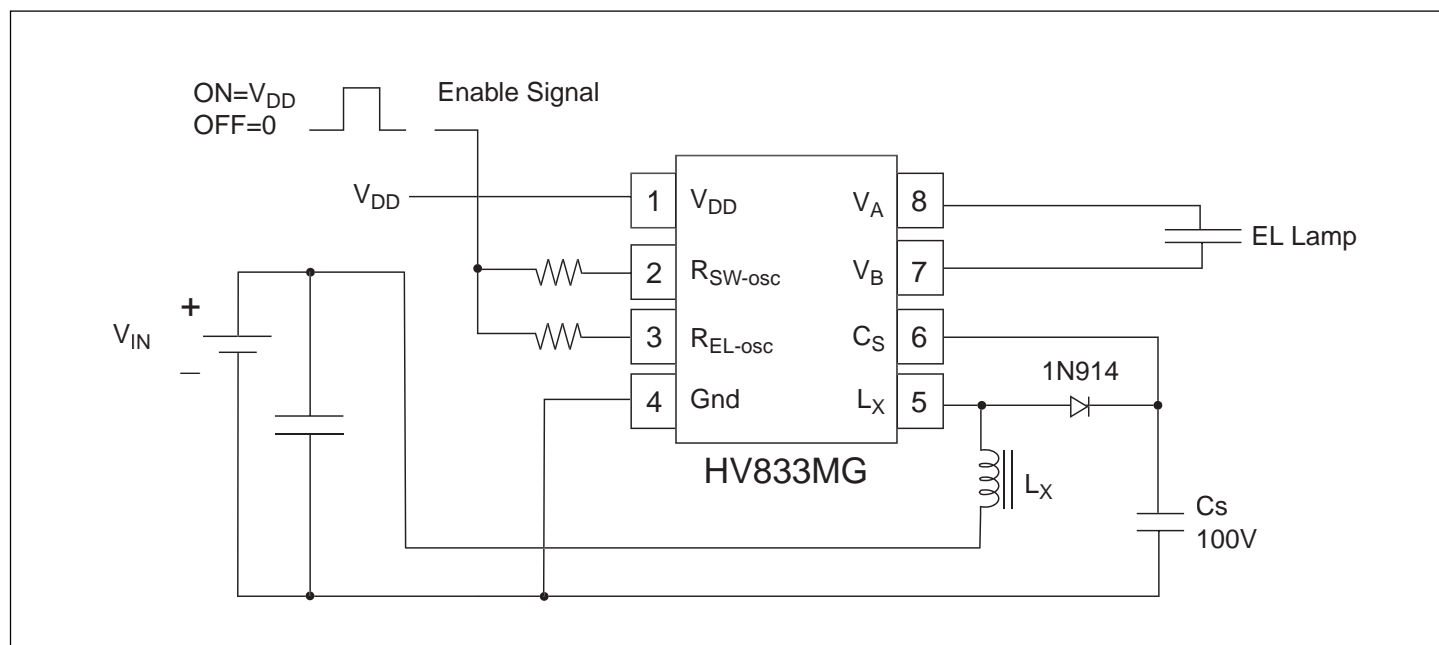 ON=VDD
OFF=0
Enable Signal
VDD
1
VDD
2
RSW-osc
3
REL-osc
4
Gnd
VA
8
VB
7
CS
6
LX
5
HV833MG
EL Lamp
1N914
VIN
+
–
LX
Cs
100V